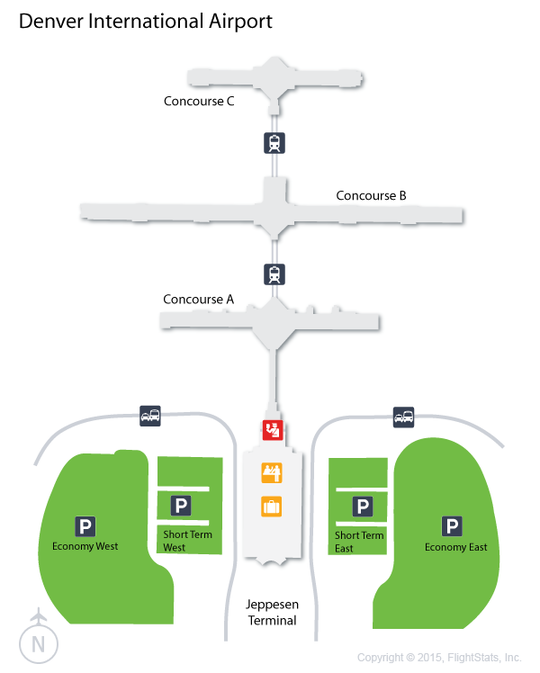 Denver International Airport
Concourse C
Concourse B
Concourse A
P
Economy West
P
Short Term
West
P
Short Term
East
P
Economy East
Jeppesen
Terminal
N
Copyright © 2015, FlightStats, Inc.